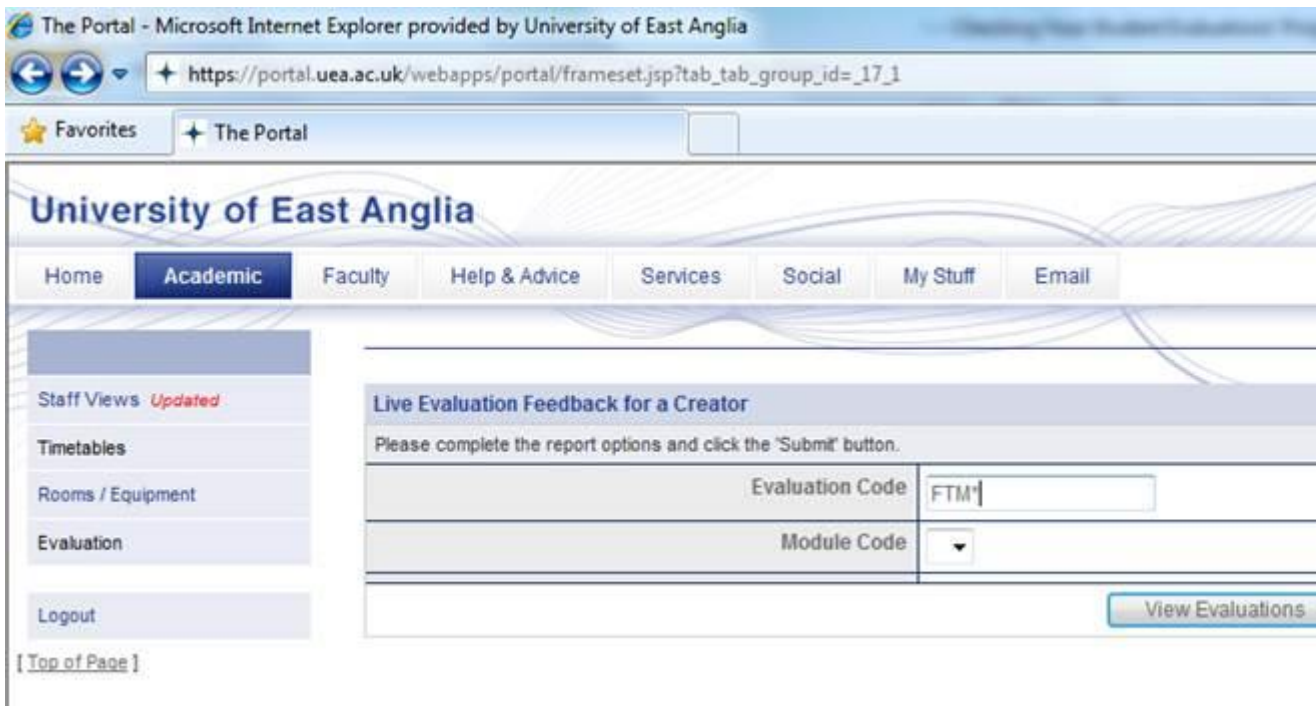 The Portal - Microsoft Internet Explorer provided by University of East Anglia
https://portal.uea.ac.uk/webapps/portal/frameset.jsp?tab_tab_group_id=_17_1
Favorites The Portal
University of East Anglia
Home Academic Faculty Help & Advice Services Social My Stuff Email
Staff Views Updated
Timetables
Rooms / Equipment
Evaluation
Logout
[ Top of Page ]
Live Evaluation Feedback for a Creator
Please complete the report options and click the 'Submit' button.
Evaluation Code FTM*
Module Code
View Evaluations